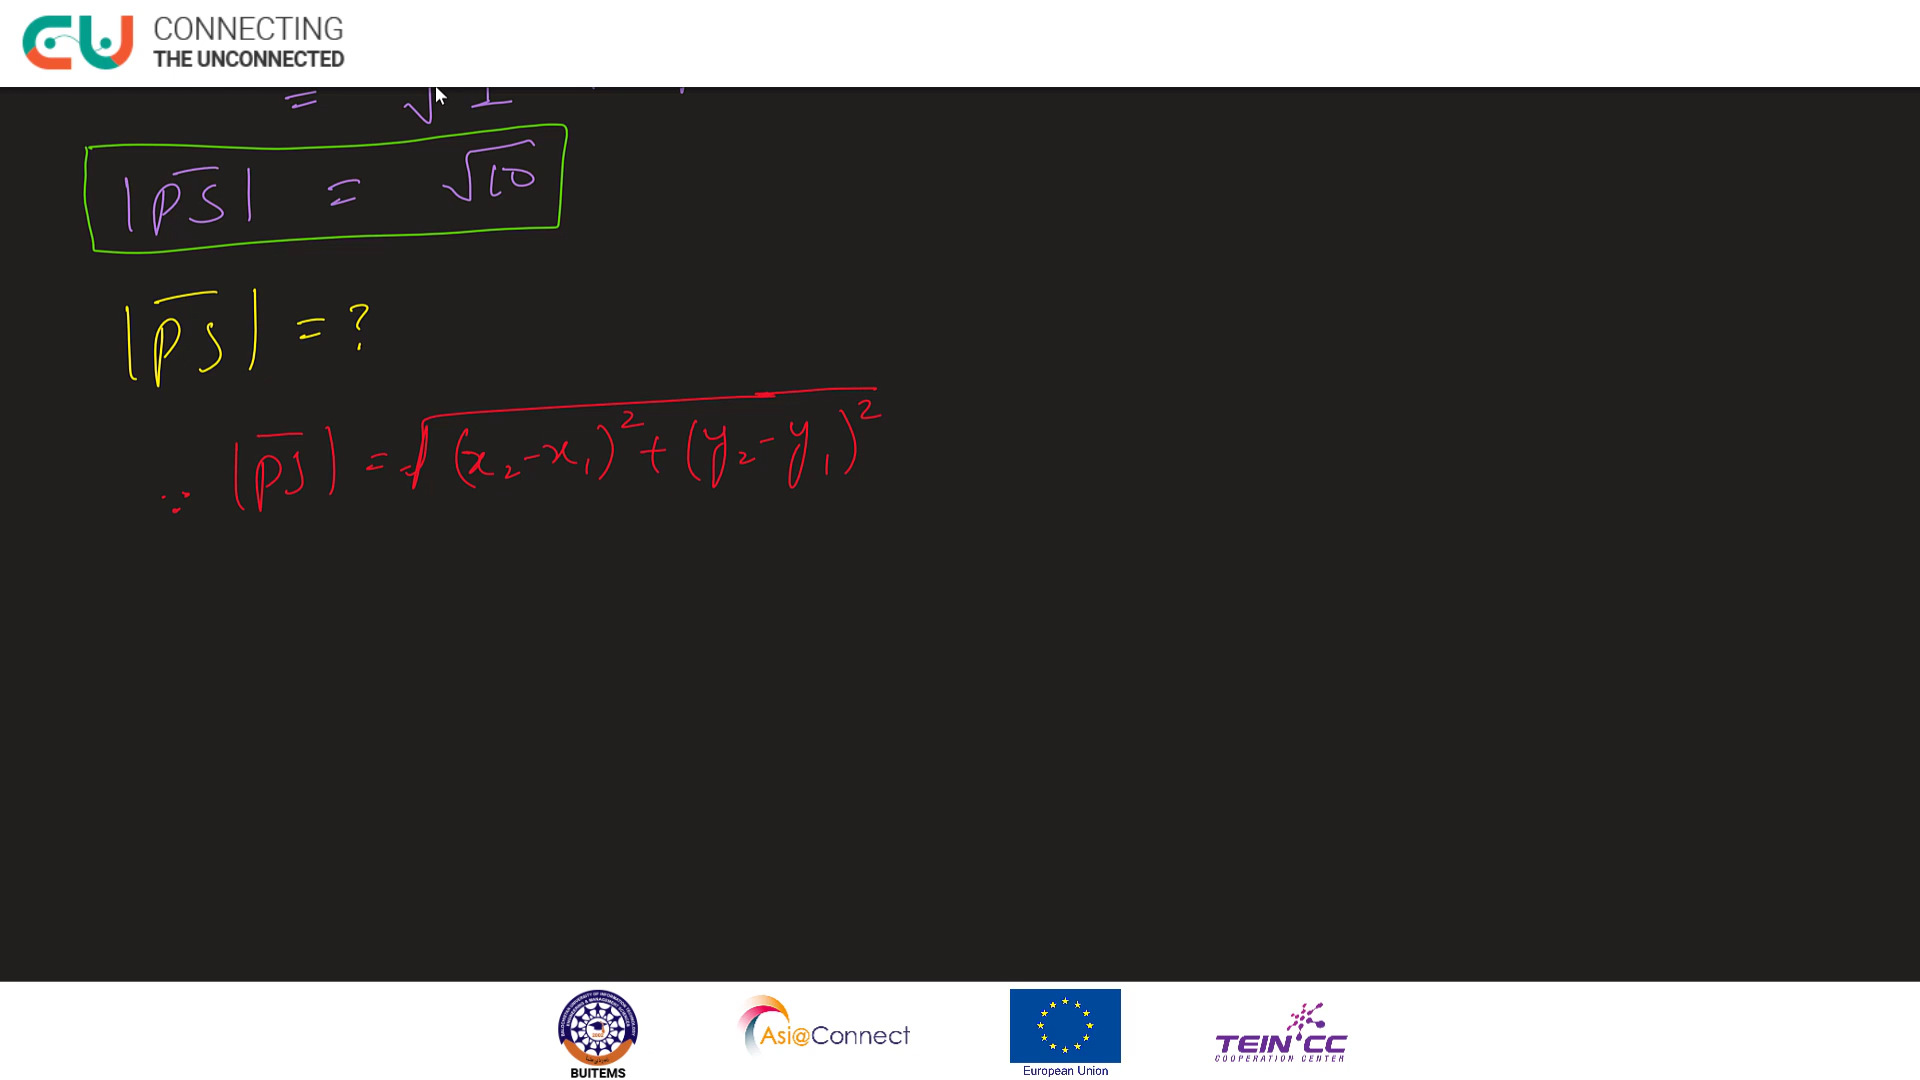 CONNECTING
THE UNCONNECTED
= √1
|PS| = √10
|PS| = ?
∵ |PS| = √(x₂-x₁)² + (y₂-y₁)²
BUITEMS
Asi@Connect
European Union
TEIN*CC
COOPERATION CENTER